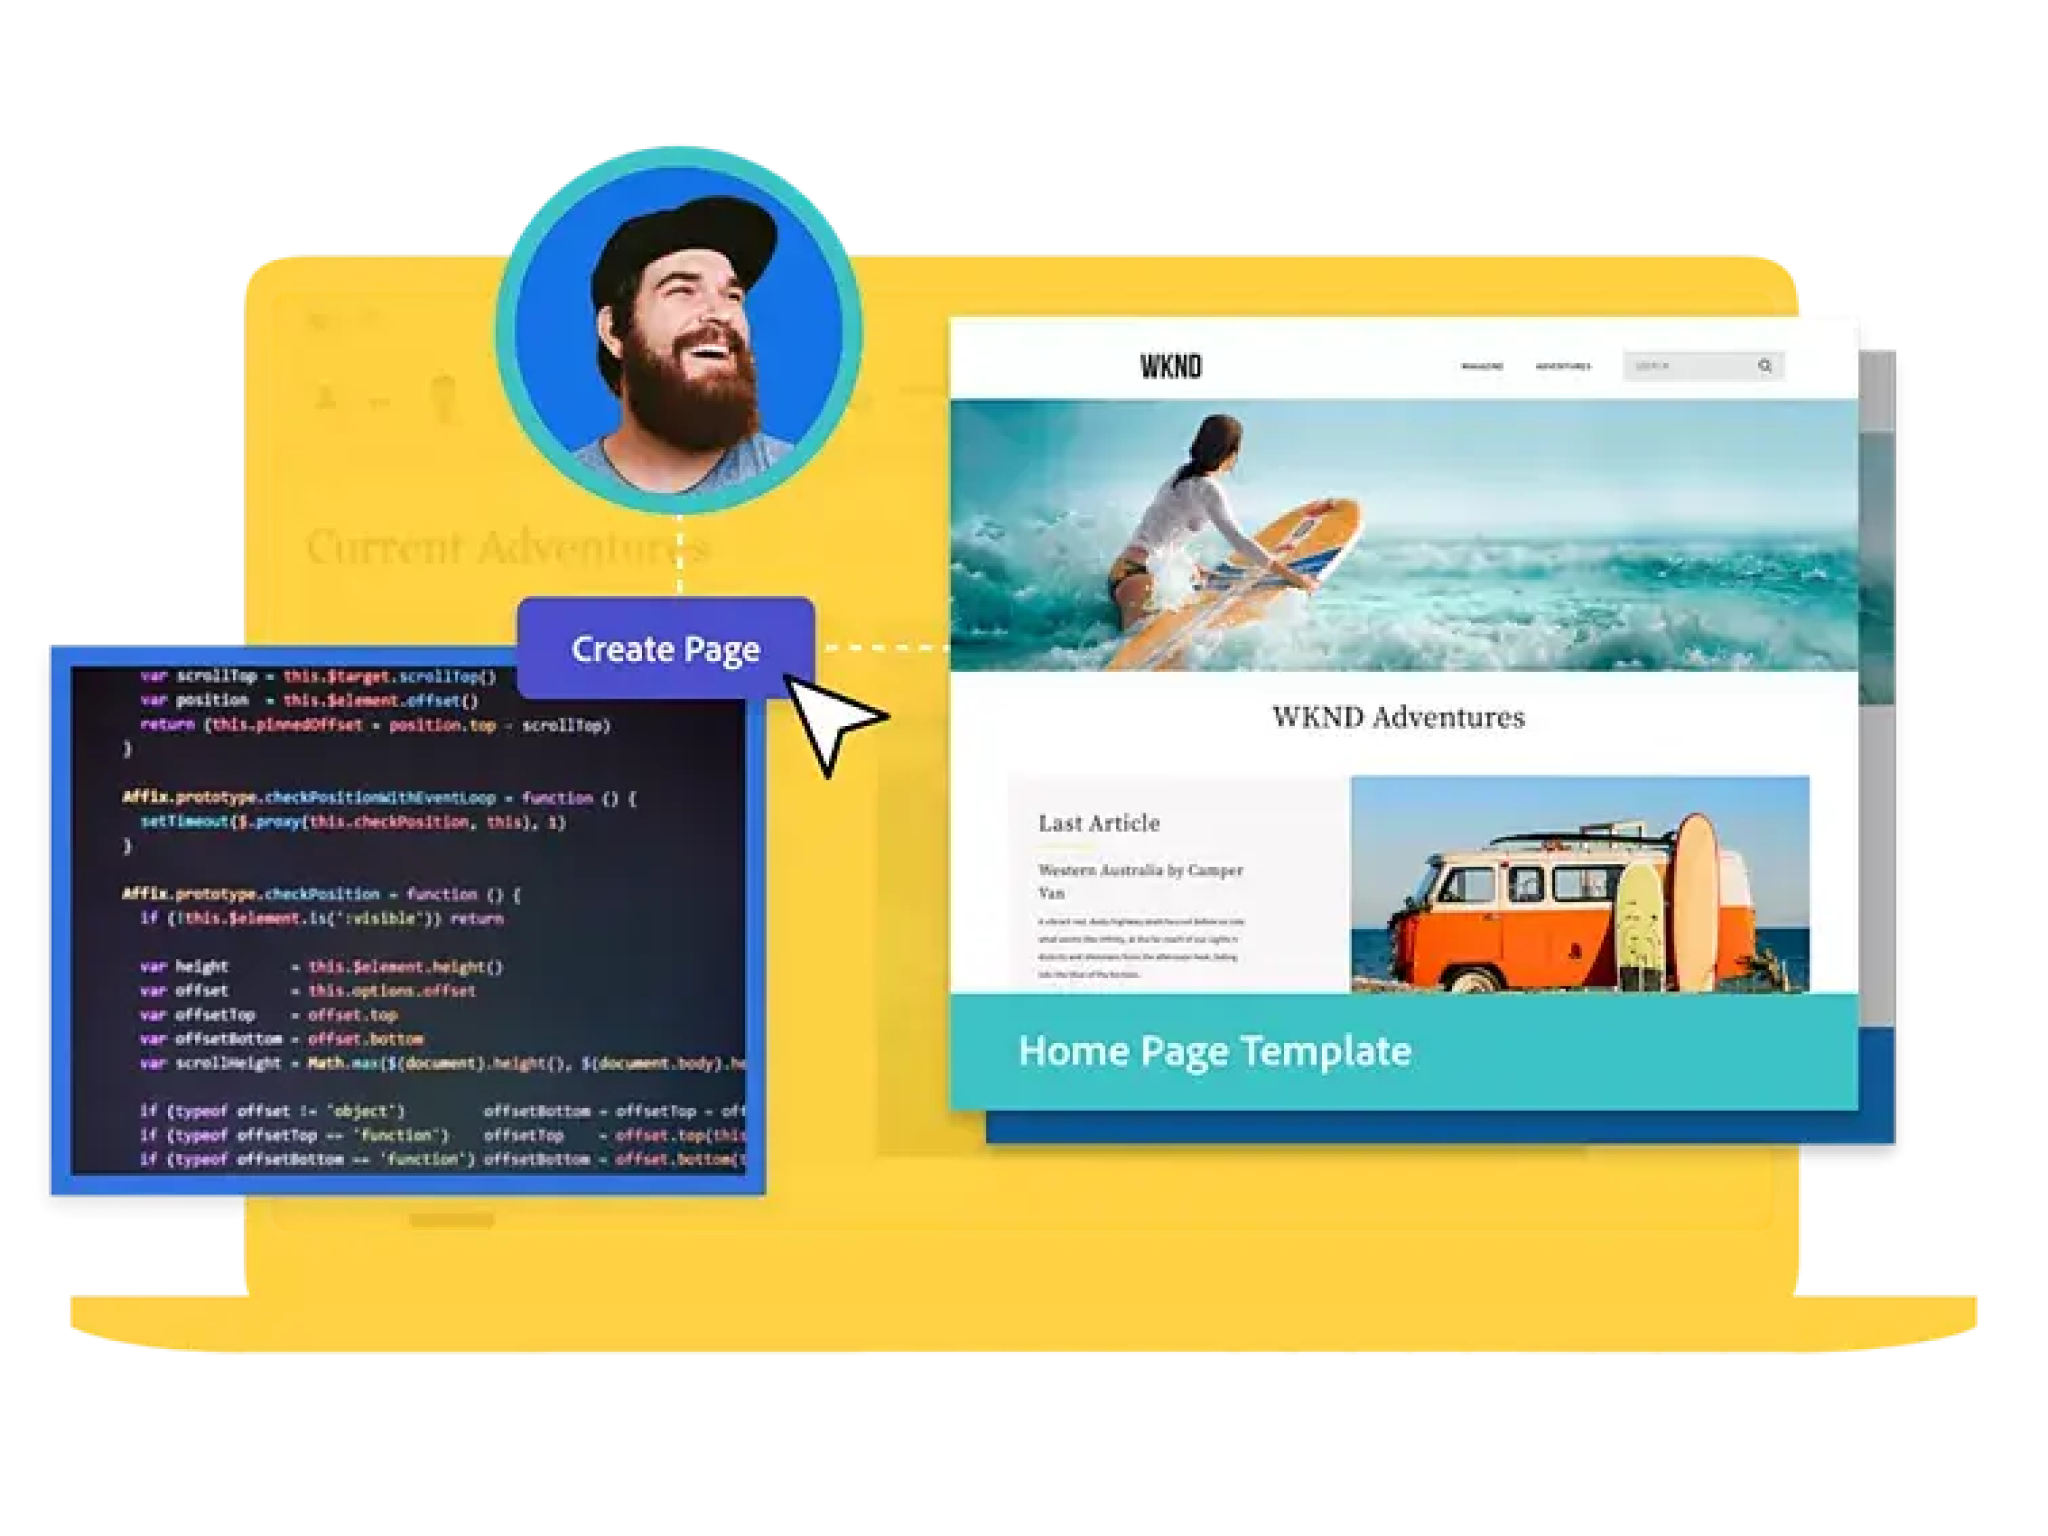 Current Adventures
Create Page
var scrollTop = this.$target.scrollTop()
var position  = this.$element.offset()
return (this.pinnedOffset - position.top - scrollTop)
}
Affix.prototype.checkPositionWithEventLoop = function () {
setTimeout($.proxy(this.checkPosition, this), 1)
}
Affix.prototype.checkPosition = function () {
if (!this.$element.is(':visible')) return
var height       = this.$element.height()
var offset       = this.options.offset
var offsetTop    = offset.top
var offsetBottom = offset.bottom
var scrollHeight = Math.max($(document).height(), $(document.body).he
if (typeof offset != 'object')         offsetBottom = offsetTop = off
if (typeof offsetTop == 'function')    offsetTop    = offset.top(this
if (typeof offsetBottom == 'function') offsetBottom = offset.bottom(t
WKND
MAGAZINE
ADVENTURES
SEARCH
WKND Adventures
Last Article
Western Australia by Camper
Van
Home Page Template